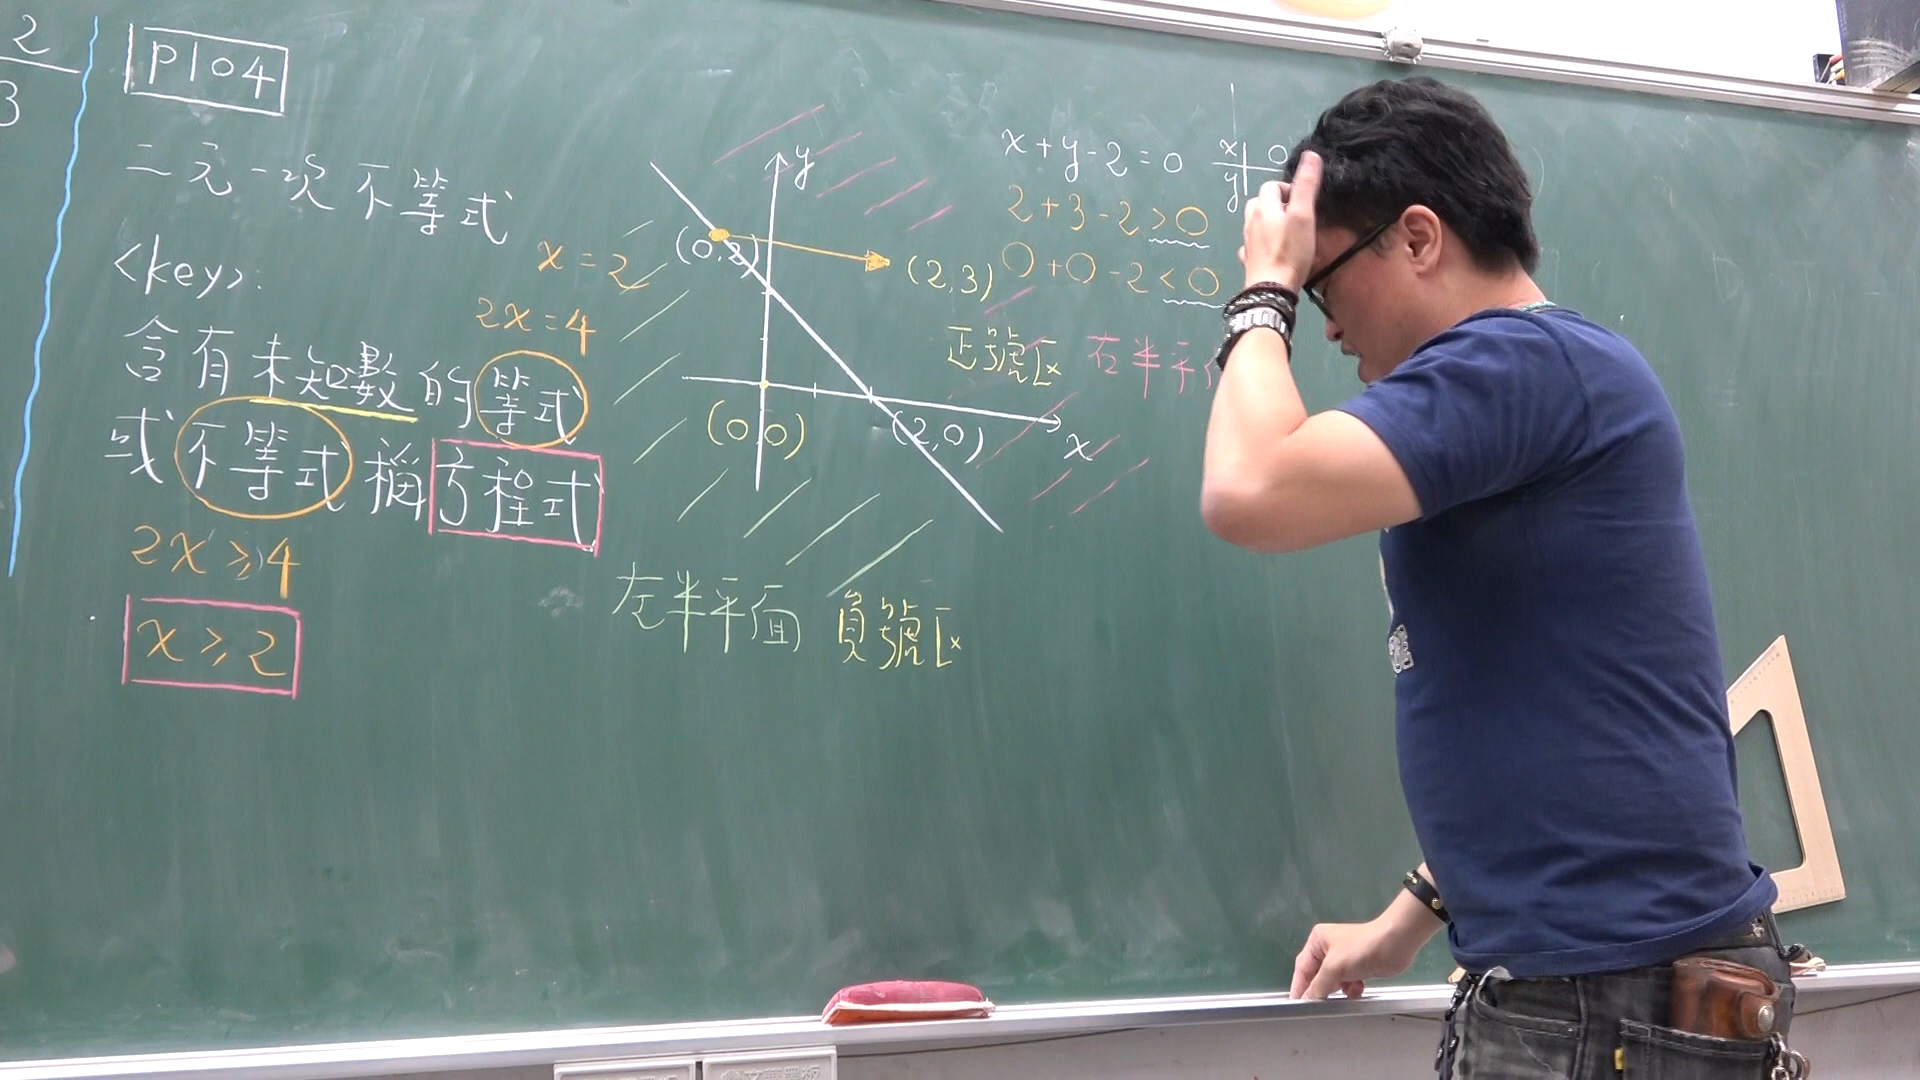 2
3
P104
二元一次不等式
<key>:
含有未知數的等式
或不等式稱方程式
2x≥4
x≥2
x=2
2x=4
y
(0,2)
(2,3)
(0,0)
(2,0)
x
左半平面 負號区
x+y-2=0
x 0
y
2+3-2>0
0+0-2<0
正號区 右半平